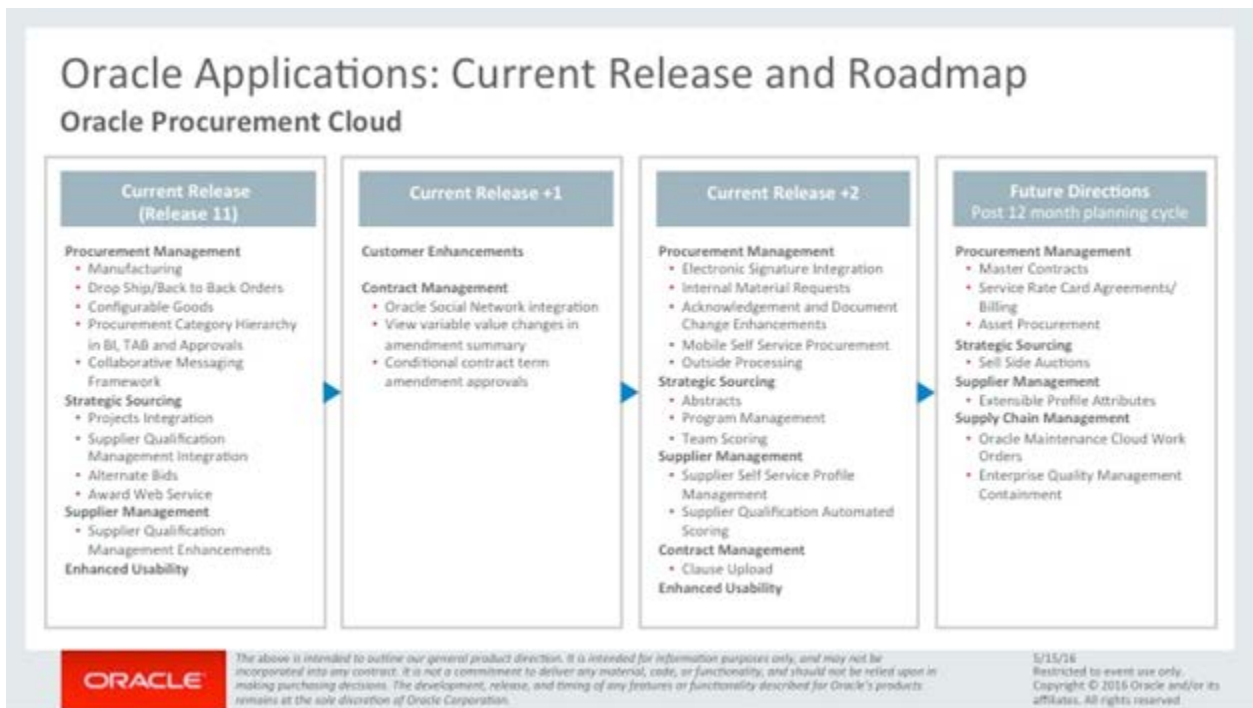 Oracle Applications: Current Release and Roadmap
Oracle Procurement Cloud
Current Release
(Release 11)
Procurement Management
• Manufacturing
• Drop Ship/Back to Back Orders
• Configurable Goods
• Procurement Category Hierarchy
in BI, TAB and Approvals
• Collaborative Messaging
Framework
Strategic Sourcing
• Projects Integration
• Supplier Qualification
Management Integration
• Alternate Bids
• Award Web Service
Supplier Management
• Supplier Qualification
Management Enhancements
Enhanced Usability
Current Release +1
Customer Enhancements
Contract Management
• Oracle Social Network integration
• View variable value changes in
amendment summary
• Conditional contract term
amendment approvals
Current Release +2
Procurement Management
• Electronic Signature Integration
• Internal Material Requests
• Acknowledgement and Document
Change Enhancements
• Mobile Self Service Procurement
• Outside Processing
Strategic Sourcing
• Abstracts
• Program Management
• Team Scoring
Supplier Management
• Supplier Self Service Profile
Management
• Supplier Qualification Automated
Scoring
Contract Management
• Clause Upload
Enhanced Usability
Future Directions
Post 12 month planning cycle
Procurement Management
• Master Contracts
• Service Rate Card Agreements/
Billing
• Asset Procurement
Strategic Sourcing
• Sell Side Auctions
Supplier Management
• Extensible Profile Attributes
Supply Chain Management
• Oracle Maintenance Cloud Work
Orders
• Enterprise Quality Management
Containment
ORACLE
The above is intended to outline our general product direction. It is intended for information purposes only, and may not be
incorporated into any contract. It is not a commitment to deliver any material, code, or functionality, and should not be relied upon in
making purchasing decisions. The development, release, and timing of any features or functionality described for Oracle's products
remains at the sole discretion of Oracle Corporation.
5/15/16
Restricted to event use only.
Copyright © 2016 Oracle and/or its
affiliates. All rights reserved